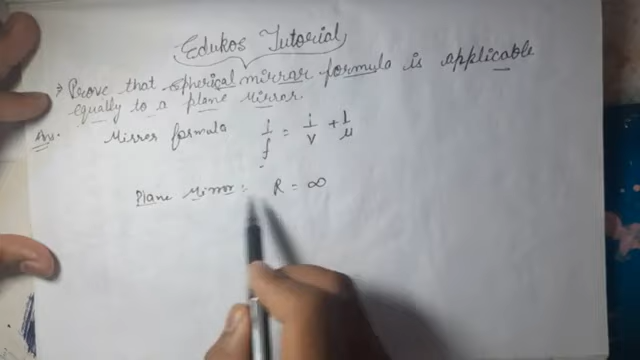 Edukos Tutorial
→ Prove that spherical mirror formula is applicable
equally to a plane Mirror.
Ans. Mirror formula 1/f = 1/v + 1/u
Plane Mirror: R = ∞